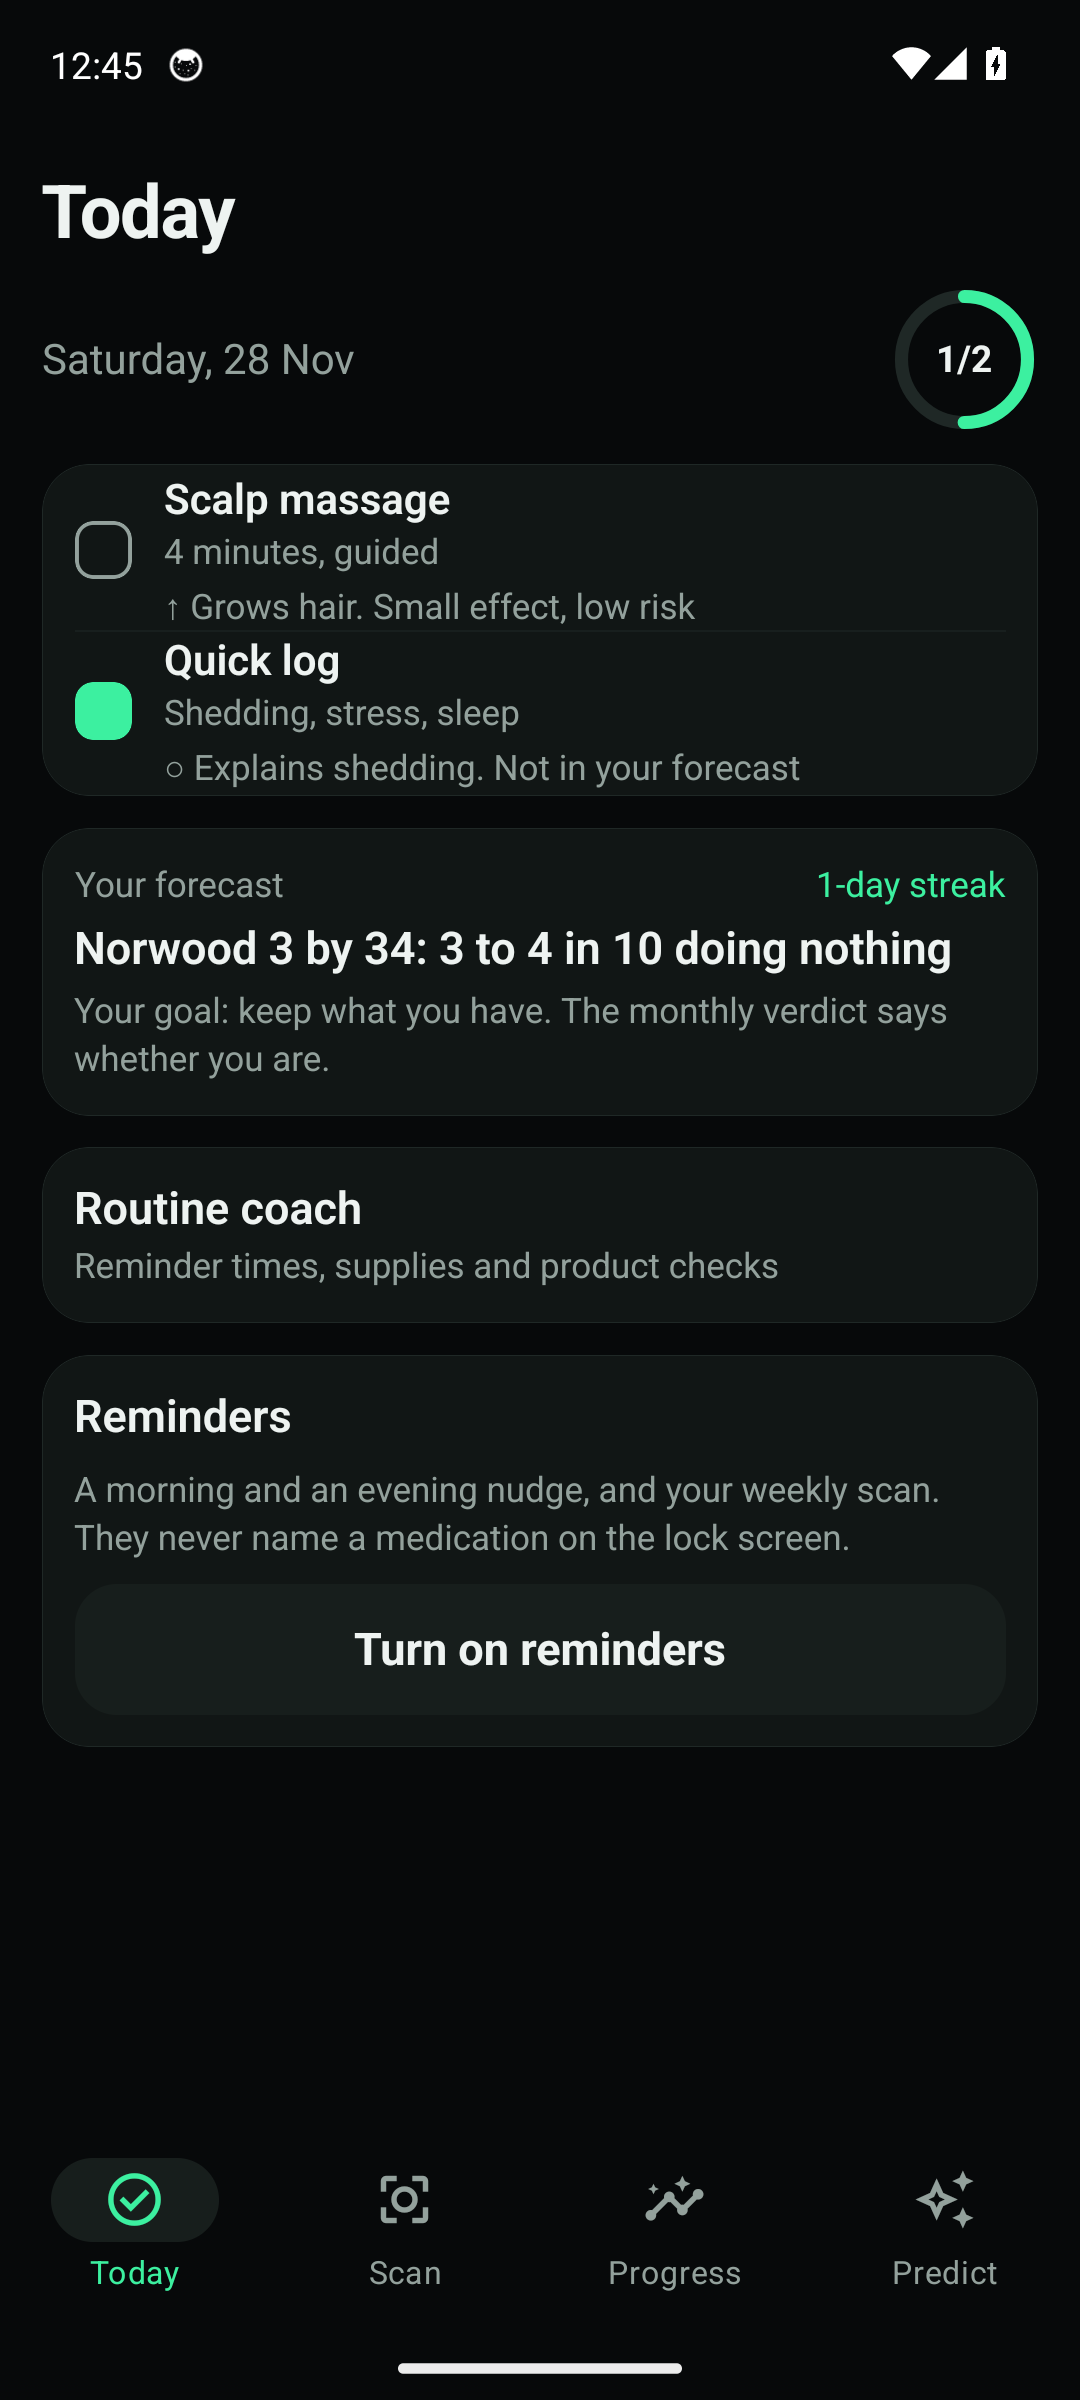 12:45
Today
Saturday, 28 Nov
1/2
Scalp massage
4 minutes, guided
↑ Grows hair. Small effect, low risk
Quick log
Shedding, stress, sleep
○ Explains shedding. Not in your forecast
Your forecast
1-day streak
Norwood 3 by 34: 3 to 4 in 10 doing nothing
Your goal: keep what you have. The monthly verdict says
whether you are.
Routine coach
Reminder times, supplies and product checks
Reminders
A morning and an evening nudge, and your weekly scan.
They never name a medication on the lock screen.
Turn on reminders
Today
Scan
Progress
Predict